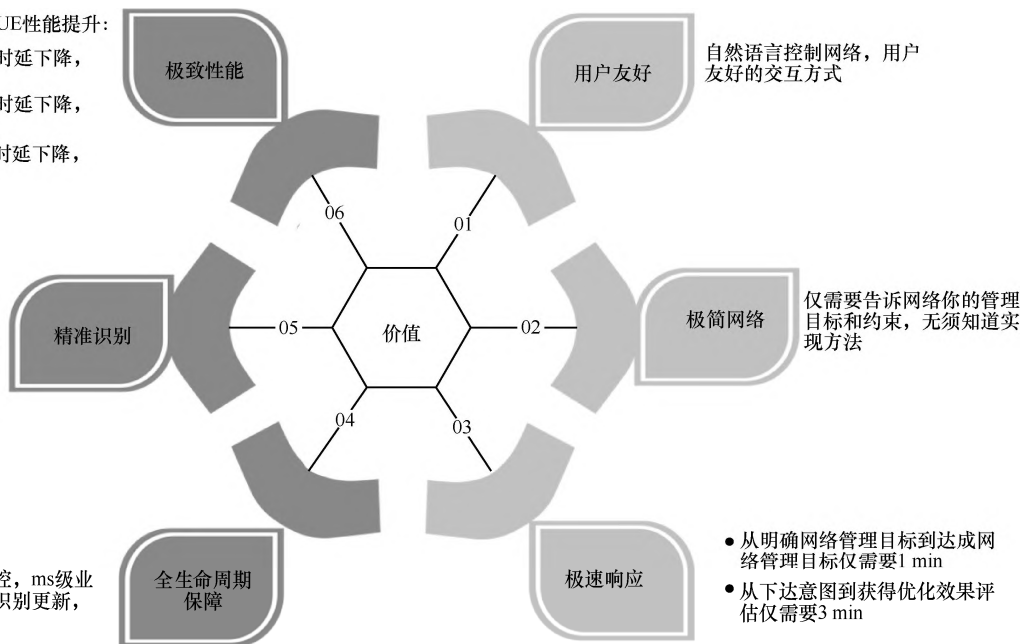 UE性能提升：
时延下降，
时延下降，
时延下降，
极致性能
用户友好
自然语言控制网络，用户
友好的交互方式
06
01
精准识别
05
价值
02
极简网络
仅需要告诉网络你的管理
目标和约束，无须知道实
现方法
04
03
控，ms级业
识别更新，
全生命周期
保障
极速响应
● 从明确网络管理目标到达成网
络管理目标仅需要1 min
● 从下达意图到获得优化效果评
估仅需要3 min